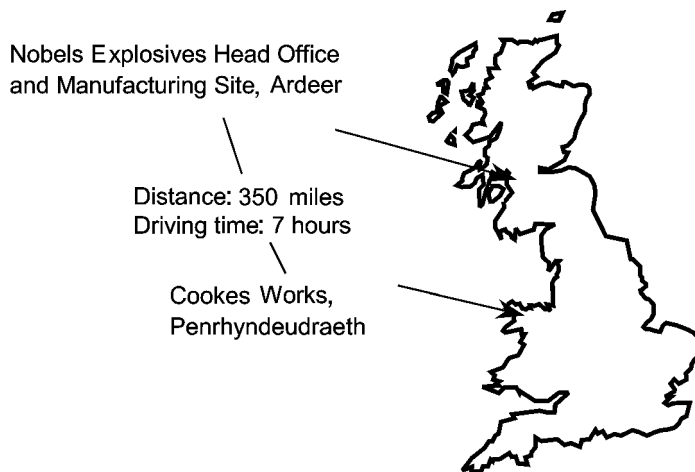 Nobels Explosives Head Office
and Manufacturing Site, Ardeer
Distance: 350 miles
Driving time: 7 hours
Cookes Works,
Penrhyndeudraeth